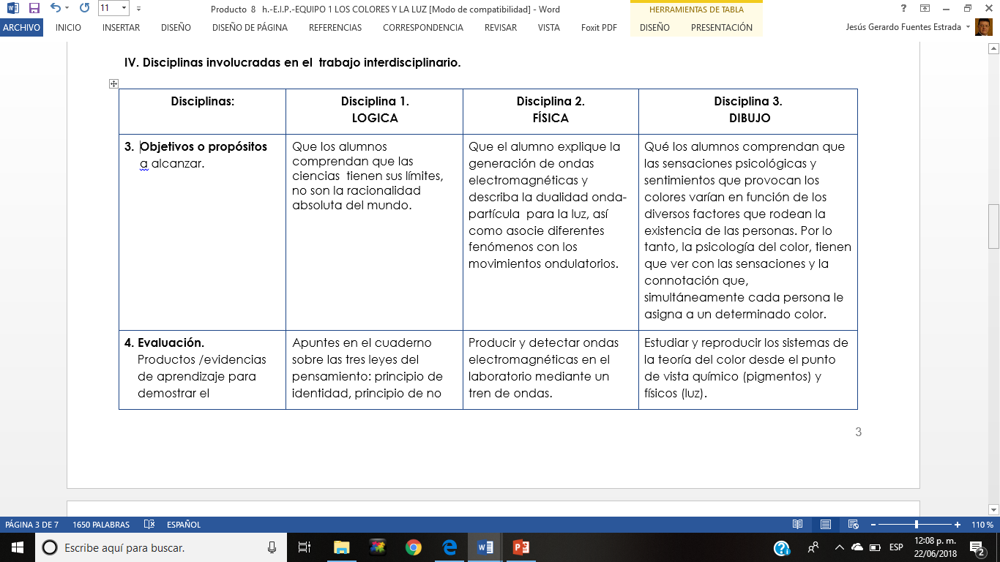 Producto 8 h.-E.I.P.-EQUIPO 1 LOS COLORES Y LA LUZ [Modo de compatibilidad] - Word
HERRAMIENTAS DE TABLA
11
ARCHIVO INICIO INSERTAR DISEÑO DISEÑO DE PÁGINA REFERENCIAS CORRESPONDENCIA REVISAR VISTA Foxit PDF DISEÑO PRESENTACIÓN Jesús Gerardo Fuentes Estrada
IV. Disciplinas involucradas en el trabajo interdisciplinario.
Disciplinas:
Disciplina 1.
LOGICA
Disciplina 2.
FÍSICA
Disciplina 3.
DIBUJO
3. Objetivos o propósitos
a alcanzar.
Que los alumnos
comprendan que las
ciencias tienen sus límites,
no son la racionalidad
absoluta del mundo.
Que el alumno explique la
generación de ondas
electromagnéticas y
describa la dualidad onda-
partícula para la luz, así
como asocie diferentes
fenómenos con los
movimientos ondulatorios.
Qué los alumnos comprendan que
las sensaciones psicológicas y
sentimientos que provocan los
colores varían en función de los
diversos factores que rodean la
existencia de las personas. Por lo
tanto, la psicología del color, tienen
que ver con las sensaciones y la
connotación que,
simultáneamente cada persona le
asigna a un determinado color.
4. Evaluación.
Productos /evidencias
de aprendizaje para
demostrar el
Apuntes en el cuaderno
sobre las tres leyes del
pensamiento: principio de
identidad, principio de no
Producir y detectar ondas
electromagnéticas en el
laboratorio mediante un
tren de ondas.
Estudiar y reproducir los sistemas de
la teoría del color desde el punto
de vista químico (pigmentos) y
físicos (luz).
3
PÁGINA 3 DE 7 1650 PALABRAS ESPAÑOL 110 %
Escribe aquí para buscar.
ESP
12:08 p. m.
22/06/2018
2